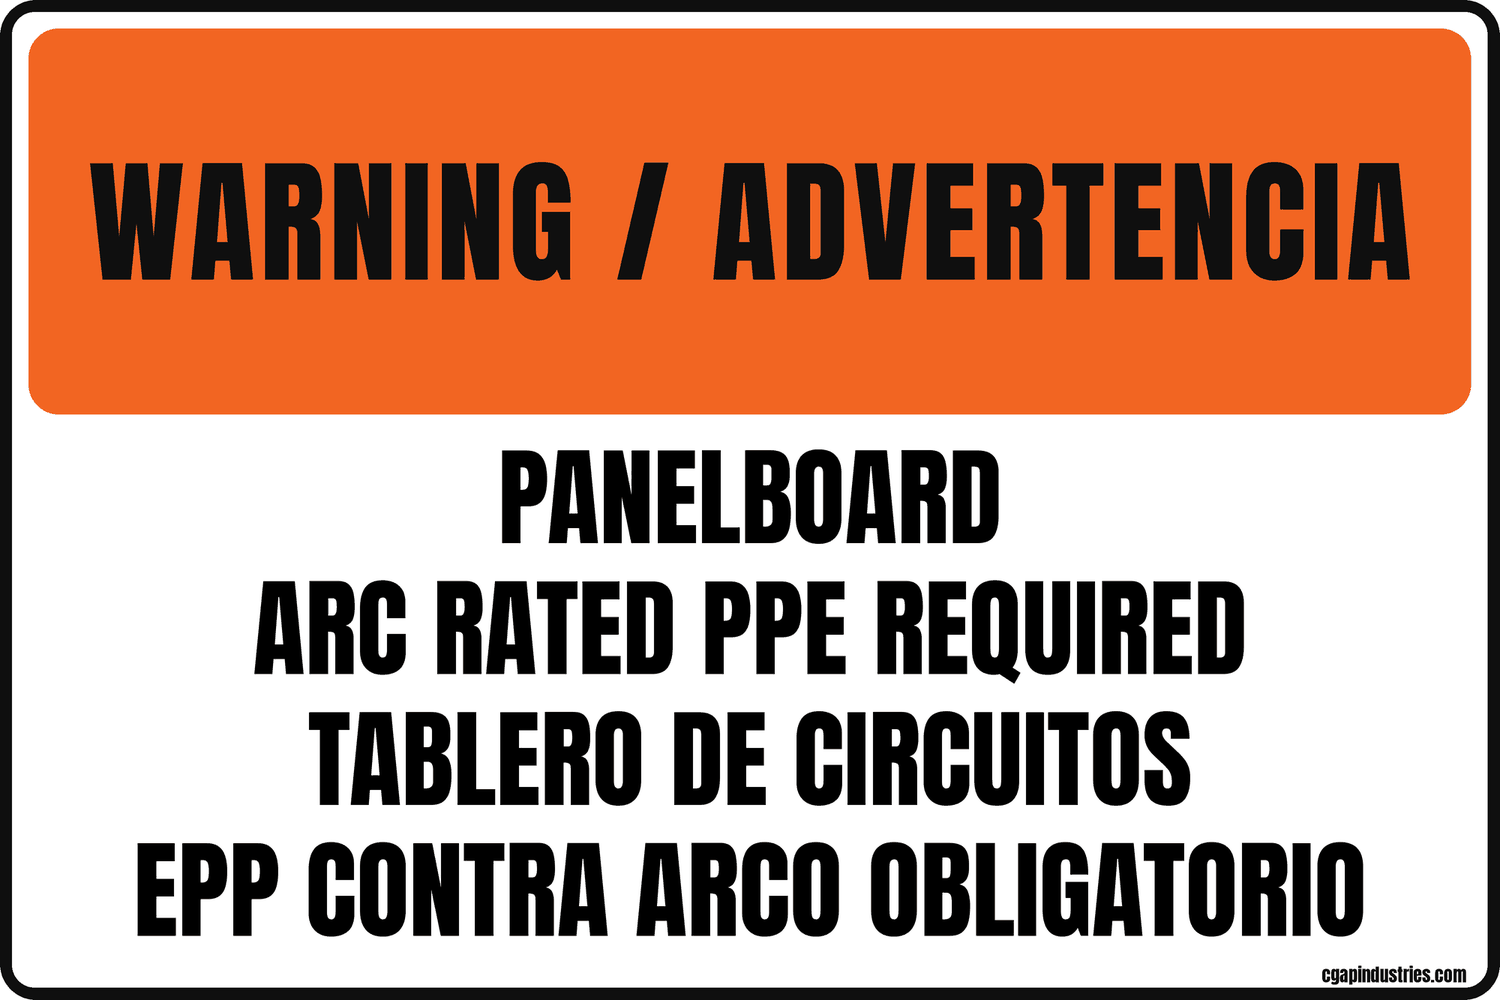 WARNING / ADVERTENCIA
PANELBOARD
ARC RATED PPE REQUIRED
TABLERO DE CIRCUITOS
EPP CONTRA ARCO OBLIGATORIO
cgapindustries.com